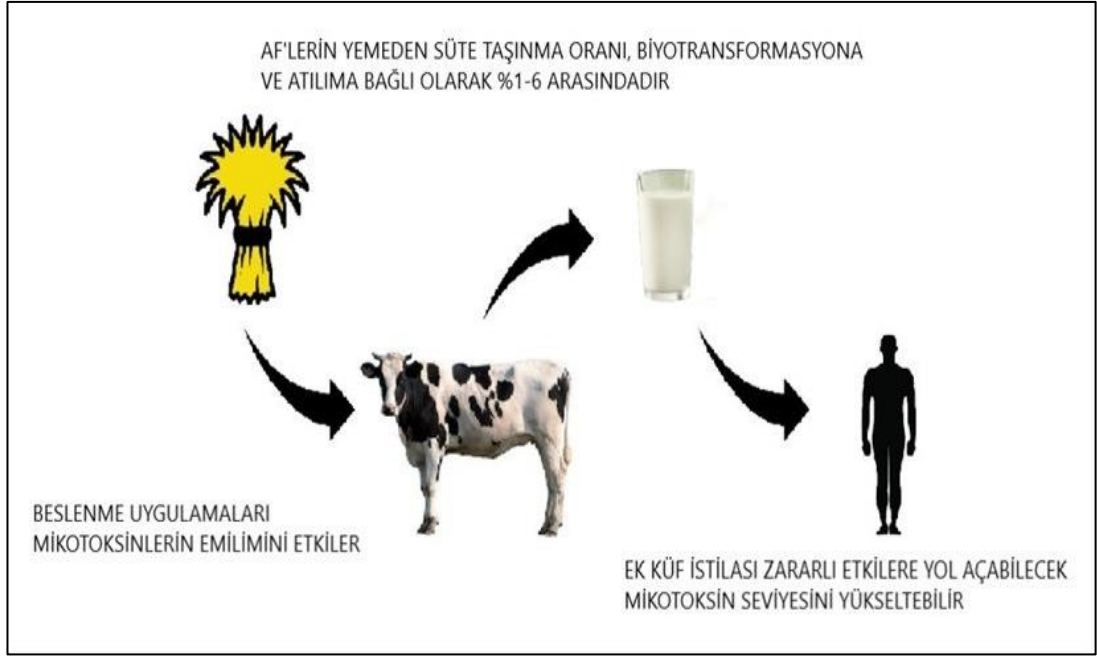 AF'LERİN YEMEDEN SÜTE TAŞINMA ORANI, BİYOTRANSFORMASYONA
VE ATILIMA BAĞLI OLARAK %1-6 ARASINDADIR
BESLENME UYGULAMALARI
MİKOTOKSİNLERİN EMİLİMİNİ ETKİLER
EK KÜF İSTİLASI ZARARLI ETKİLERE YOL AÇABİLECEK
MİKOTOKSİN SEVİYESİNİ YÜKSELTEBİLİR